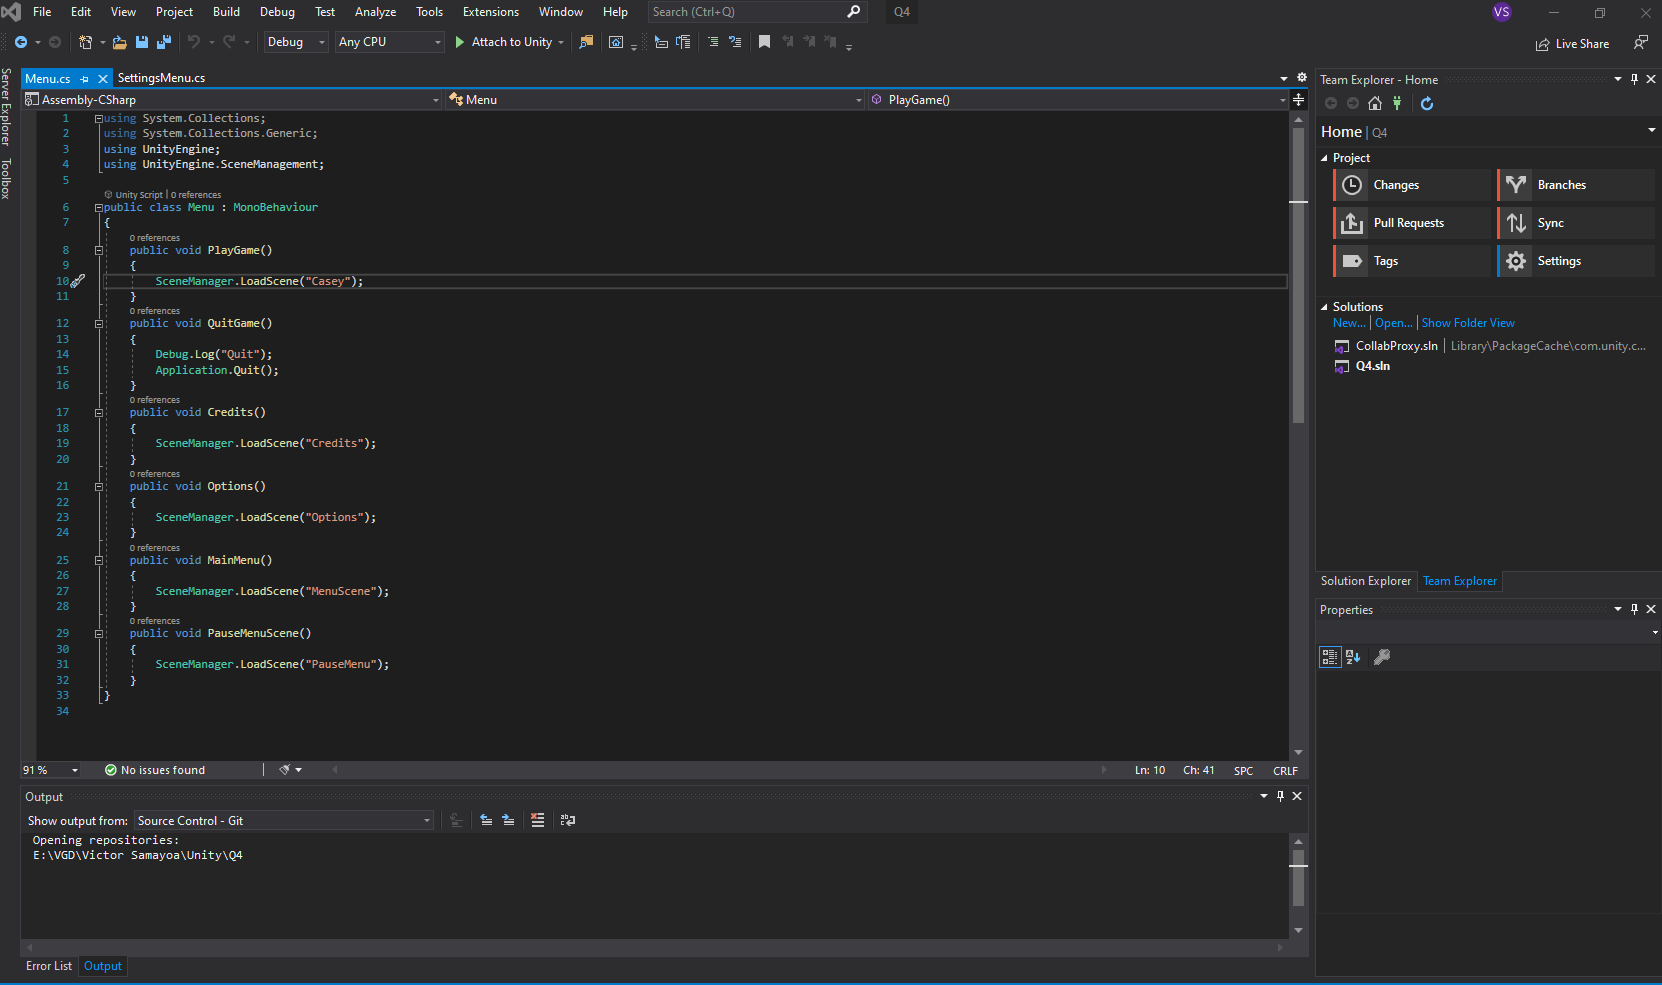 File Edit View Project Build Debug Test Analyze Tools Extensions Window Help Search (Ctrl+Q) Q4 VS
Debug Any CPU Attach to Unity Live Share
Server Explorer
Toolbox
Menu.cs SettingsMenu.cs
Assembly-CSharp Menu PlayGame()
1 using System.Collections;
2 using System.Collections.Generic;
3 using UnityEngine;
4 using UnityEngine.SceneManagement;
5
Unity Script | 0 references
6 public class Menu : MonoBehaviour
7 {
0 references
8 public void PlayGame()
9 {
10 SceneManager.LoadScene("Casey");
11 }
0 references
12 public void QuitGame()
13 {
14 Debug.Log("Quit");
15 Application.Quit();
16 }
0 references
17 public void Credits()
18 {
19 SceneManager.LoadScene("Credits");
20 }
0 references
21 public void Options()
22 {
23 SceneManager.LoadScene("Options");
24 }
0 references
25 public void MainMenu()
26 {
27 SceneManager.LoadScene("MenuScene");
28 }
0 references
29 public void PauseMenuScene()
30 {
31 SceneManager.LoadScene("PauseMenu");
32 }
33 }
34
91 % No issues found Ln: 10 Ch: 41 SPC CRLF
Output
Show output from: Source Control - Git
Opening repositories:
E:\VGD\Victor Samayoa\Unity\Q4
Error List Output
Team Explorer - Home
Home | Q4
Project
Changes Branches
Pull Requests Sync
Tags Settings
Solutions
New... | Open... | Show Folder View
CollabProxy.sln | Library\PackageCache\com.unity.c...
Q4.sln
Solution Explorer Team Explorer
Properties